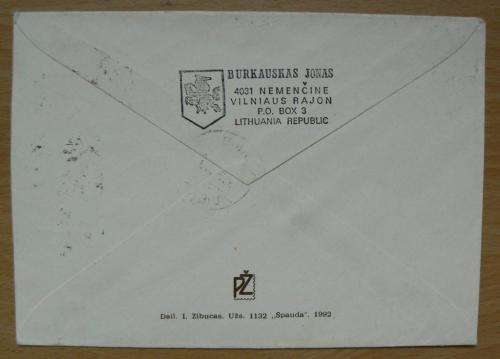 BURKAUSKAS JONAS
4031 NEMENČINE
VILNIAUS RAJON
P.O. BOX 3
LITHUANIA REPUBLIC
PŽ
Dail. I. Zibucas. Užs. 1132 „Spauda". 1992